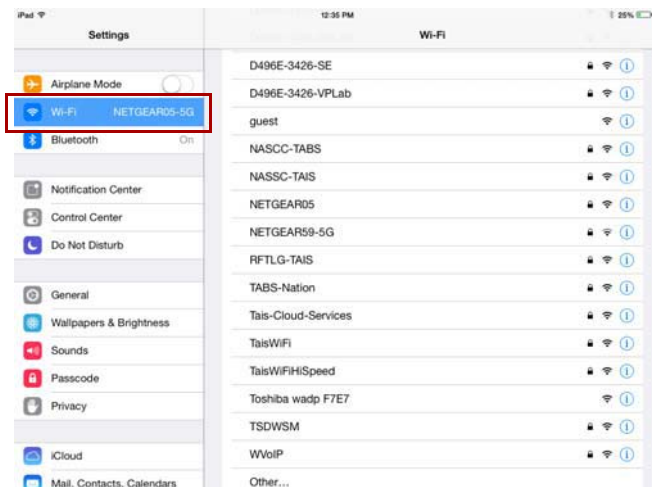 iPad 12:35 PM 25%
Settings
Wi-Fi
Airplane Mode
Wi-Fi NETGEAR05-5G
Bluetooth On
Notification Center
Control Center
Do Not Disturb
General
Wallpapers & Brightness
Sounds
Passcode
Privacy
iCloud
Mail, Contacts, Calendars
D496E-3426-SE
D496E-3426-VPLab
guest
NASCC-TABS
NASSC-TAIS
NETGEAR05
NETGEAR59-5G
RFTLG-TAIS
TABS-Nation
Tais-Cloud-Services
TaisWiFi
TaisWiFiHiSpeed
Toshiba wadp F7E7
TSDWSM
WVoIP
Other...